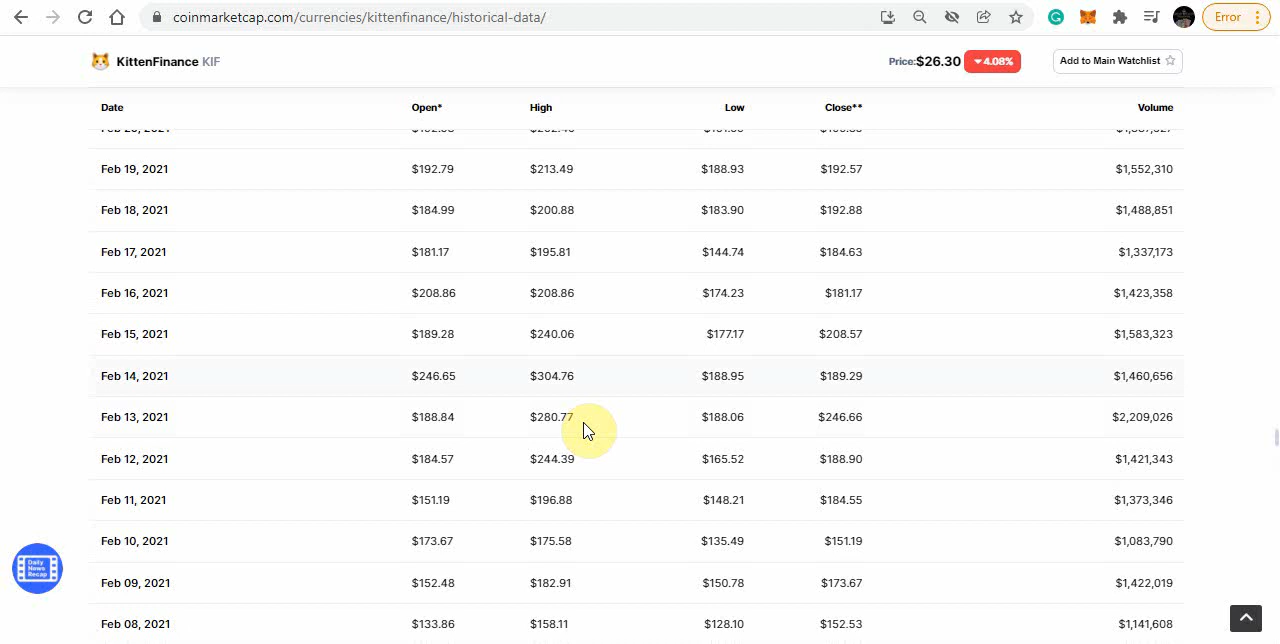 coinmarketcap.com/currencies/kittenfinance/historical-data/ Error
KittenFinance KIF Price:$26.30 4.08% Add to Main Watchlist
Date Open* High Low Close** Volume
Feb 19, 2021 $192.79 $213.49 $188.93 $192.57 $1,552,310
Feb 18, 2021 $184.99 $200.88 $183.90 $192.88 $1,488,851
Feb 17, 2021 $181.17 $195.81 $144.74 $184.63 $1,337,173
Feb 16, 2021 $208.86 $208.86 $174.23 $181.17 $1,423,358
Feb 15, 2021 $189.28 $240.06 $177.17 $208.57 $1,583,323
Feb 14, 2021 $246.65 $304.76 $188.95 $189.29 $1,460,656
Feb 13, 2021 $188.84 $280.77 $188.06 $246.66 $2,209,026
Feb 12, 2021 $184.57 $244.39 $165.52 $188.90 $1,421,343
Feb 11, 2021 $151.19 $196.88 $148.21 $184.55 $1,373,346
Feb 10, 2021 $173.67 $175.58 $135.49 $151.19 $1,083,790
Feb 09, 2021 $152.48 $182.91 $150.78 $173.67 $1,422,019
Feb 08, 2021 $133.86 $158.11 $128.10 $152.53 $1,141,608
Daily
News
Recap